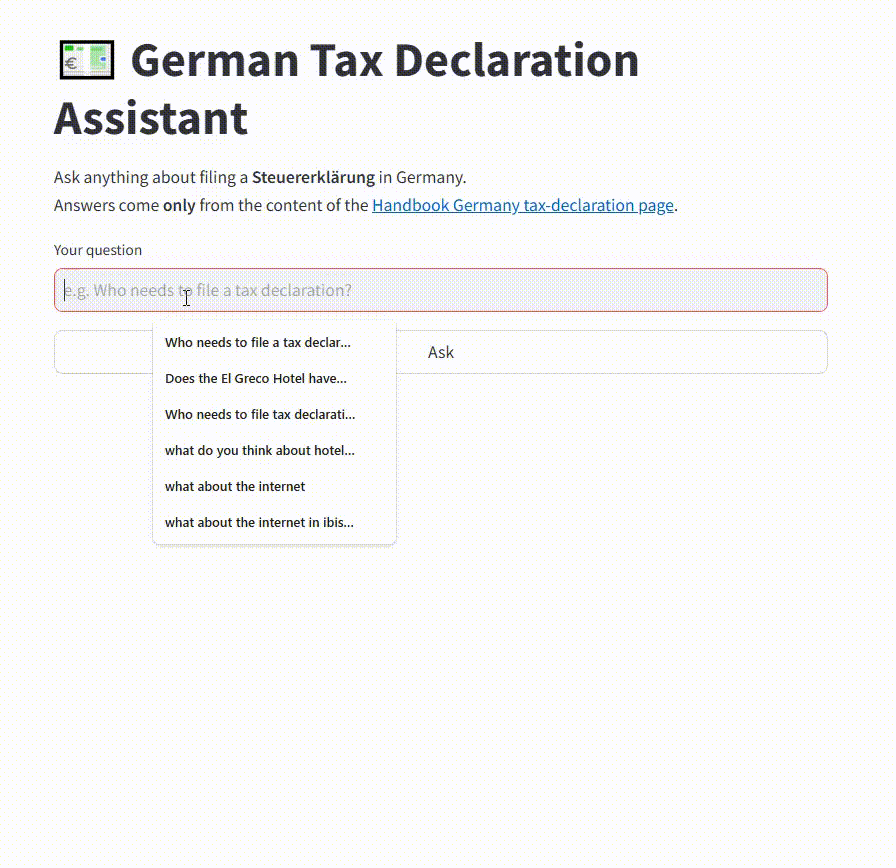 German Tax Declaration
Assistant
Ask anything about filing a Steuererklärung in Germany.
Answers come only from the content of the Handbook Germany tax-declaration page.
Your question
e.g. Who needs to file a tax declaration?
Ask
Who needs to file a tax declar...
Does the El Greco Hotel have...
Who needs to file tax declarati...
what do you think about hotel...
what about the internet
what about the internet in ibis...